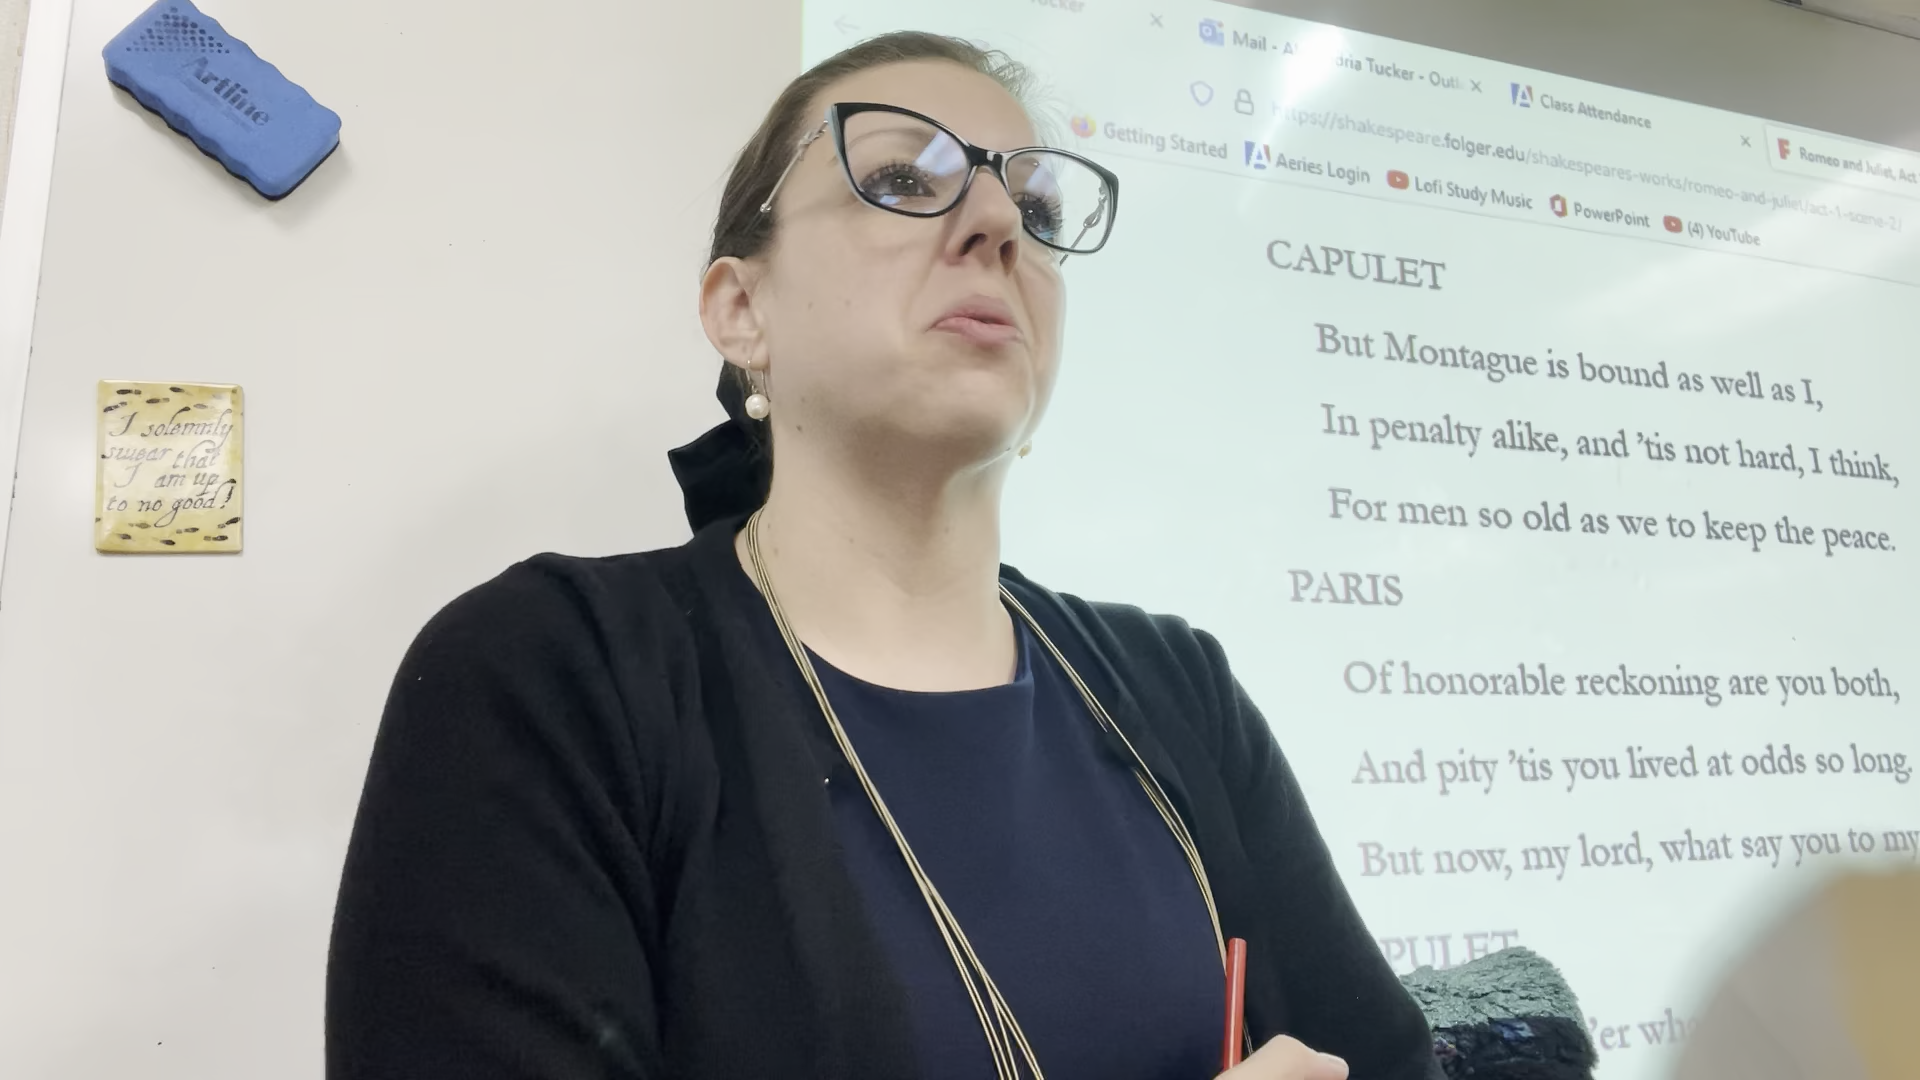 Artline
I solemnly
swear that
I am up
to no good!
Mail - A
dria Tucker - Outl
Class Attendance
Romeo and Juliet, Act
https://shakespeare.folger.edu/shakespeares-works/romeo-and-juliet/act-1-scene-2/
Getting Started
Aeries Login
Lofi Study Music
PowerPoint
(4) YouTube
CAPULET
But Montague is bound as well as I,
In penalty alike, and ’tis not hard, I think,
For men so old as we to keep the peace.
PARIS
Of honorable reckoning are you both,
And pity ’tis you lived at odds so long.
But now, my lord, what say you to my
PULET
’er wh